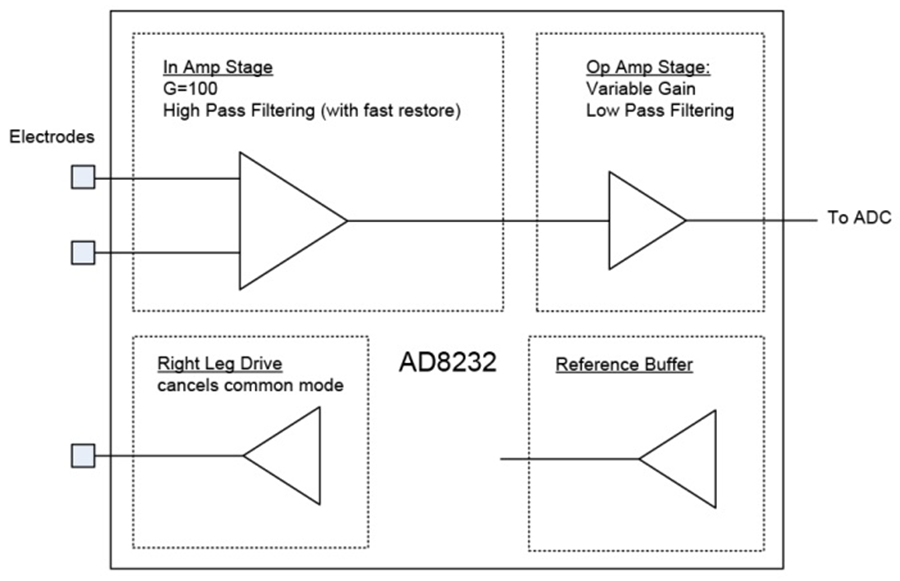 In Amp Stage
G=100
High Pass Filtering (with fast restore)
Op Amp Stage:
Variable Gain
Low Pass Filtering
Electrodes
To ADC
Right Leg Drive
cancels common mode
AD8232
Reference Buffer